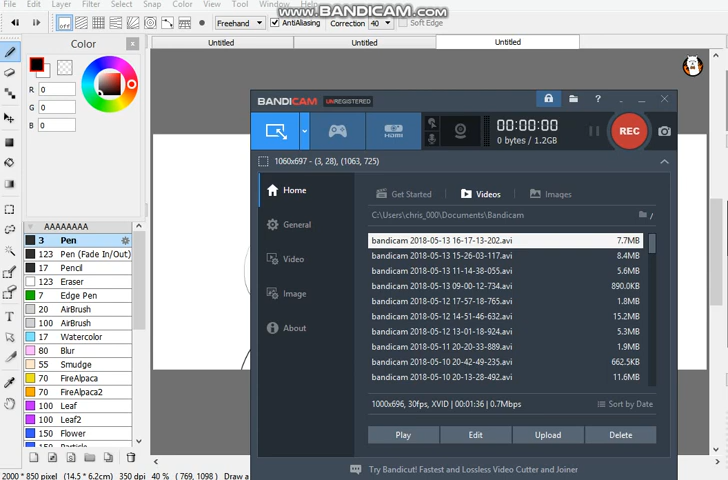 File Edit Layer Filter Select Snap Color Tool Window Help
www.BANDICAM.com
off
Freehand AntiAliasing Correction 40 Soft Edge
Color
Untitled Untitled Untitled
R 0
G 0
B 0
BANDICAM UNREGISTERED
HDMI
00:00:00
0 bytes / 1.2GB
REC
1060x697 - (3, 28), (1063, 725)
Home
General
Video
Image
About
Get Started Videos Images
C:\Users\chris_000\Documents\Bandicam
bandicam 2018-05-13 16-17-13-202.avi 7.7MB
bandicam 2018-05-13 15-26-03-117.avi 8.4MB
bandicam 2018-05-13 11-14-38-055.avi 5.6MB
bandicam 2018-05-13 09-00-12-734.avi 890.0KB
bandicam 2018-05-12 17-57-18-765.avi 1.8MB
bandicam 2018-05-12 14-51-46-632.avi 15.2MB
bandicam 2018-05-12 13-01-18-924.avi 5.3MB
bandicam 2018-05-11 20-20-33-889.avi 1.9MB
bandicam 2018-05-10 20-42-49-235.avi 662.5KB
bandicam 2018-05-10 20-13-28-492.avi 11.6MB
1000x696, 30fps, XVID | 00:01:36 | 0.7Mbps
Sort by Date
Play Edit Upload Delete
Try Bandicut! Fastest and Lossless Video Cutter and Joiner
AAAAAAAA
3 Pen
123 Pen (Fade In/Out)
17 Pencil
123 Eraser
7 Edge Pen
20 AirBrush
100 AirBrush
17 Watercolor
80 Blur
55 Smudge
70 FireAlpaca
70 FireAlpaca2
100 Leaf
100 Leaf2
150 Flower
150 Particle
2000 * 850 pixel (14.5 * 6.2cm) 350 dpi 40 % ( 769, 1098 ) Draw a